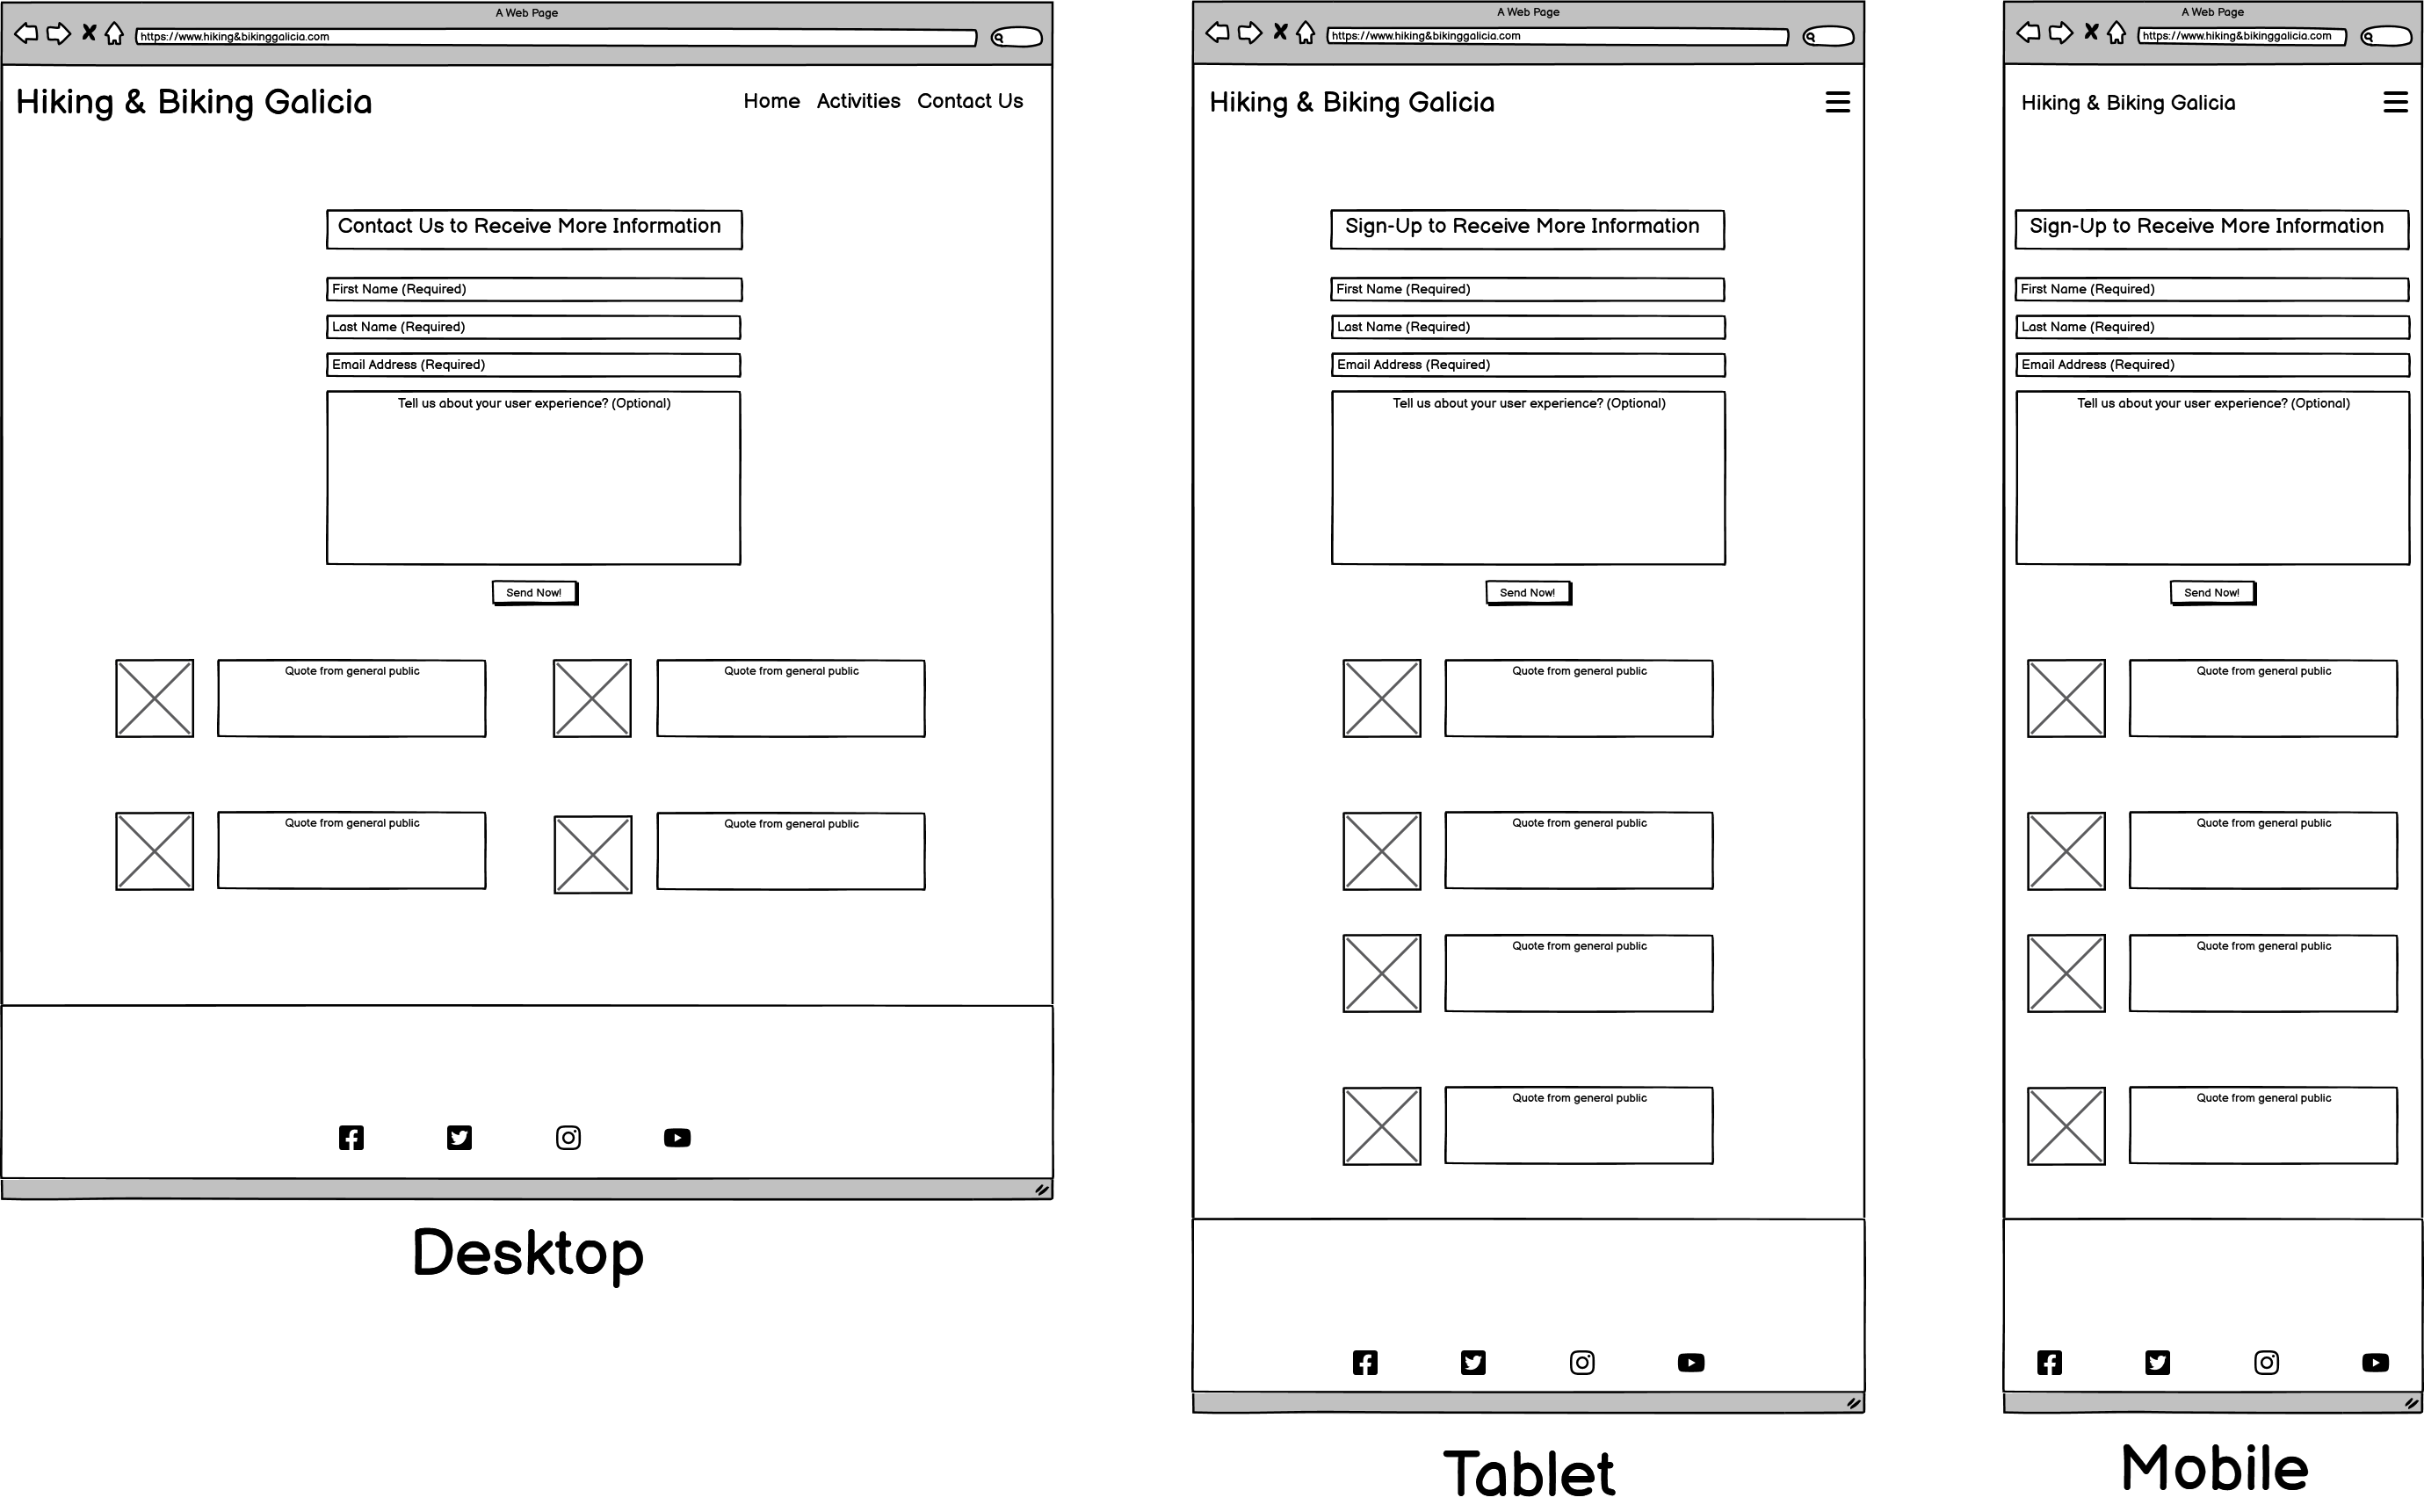 A Web Page
https://www.hiking&bikinggalicia.com
Hiking & Biking Galicia
Home Activities Contact Us
Contact Us to Receive More Information
First Name (Required)
Last Name (Required)
Email Address (Required)
Tell us about your user experience? (Optional)
Send Now!
Quote from general public
Quote from general public
Quote from general public
Quote from general public
Desktop
A Web Page
https://www.hiking&bikinggalicia.com
Hiking & Biking Galicia
Sign-Up to Receive More Information
First Name (Required)
Last Name (Required)
Email Address (Required)
Tell us about your user experience? (Optional)
Send Now!
Quote from general public
Quote from general public
Quote from general public
Quote from general public
Tablet
A Web Page
https://www.hiking&bikinggalicia.com
Hiking & Biking Galicia
Sign-Up to Receive More Information
First Name (Required)
Last Name (Required)
Email Address (Required)
Tell us about your user experience? (Optional)
Send Now!
Quote from general public
Quote from general public
Quote from general public
Quote from general public
Mobile